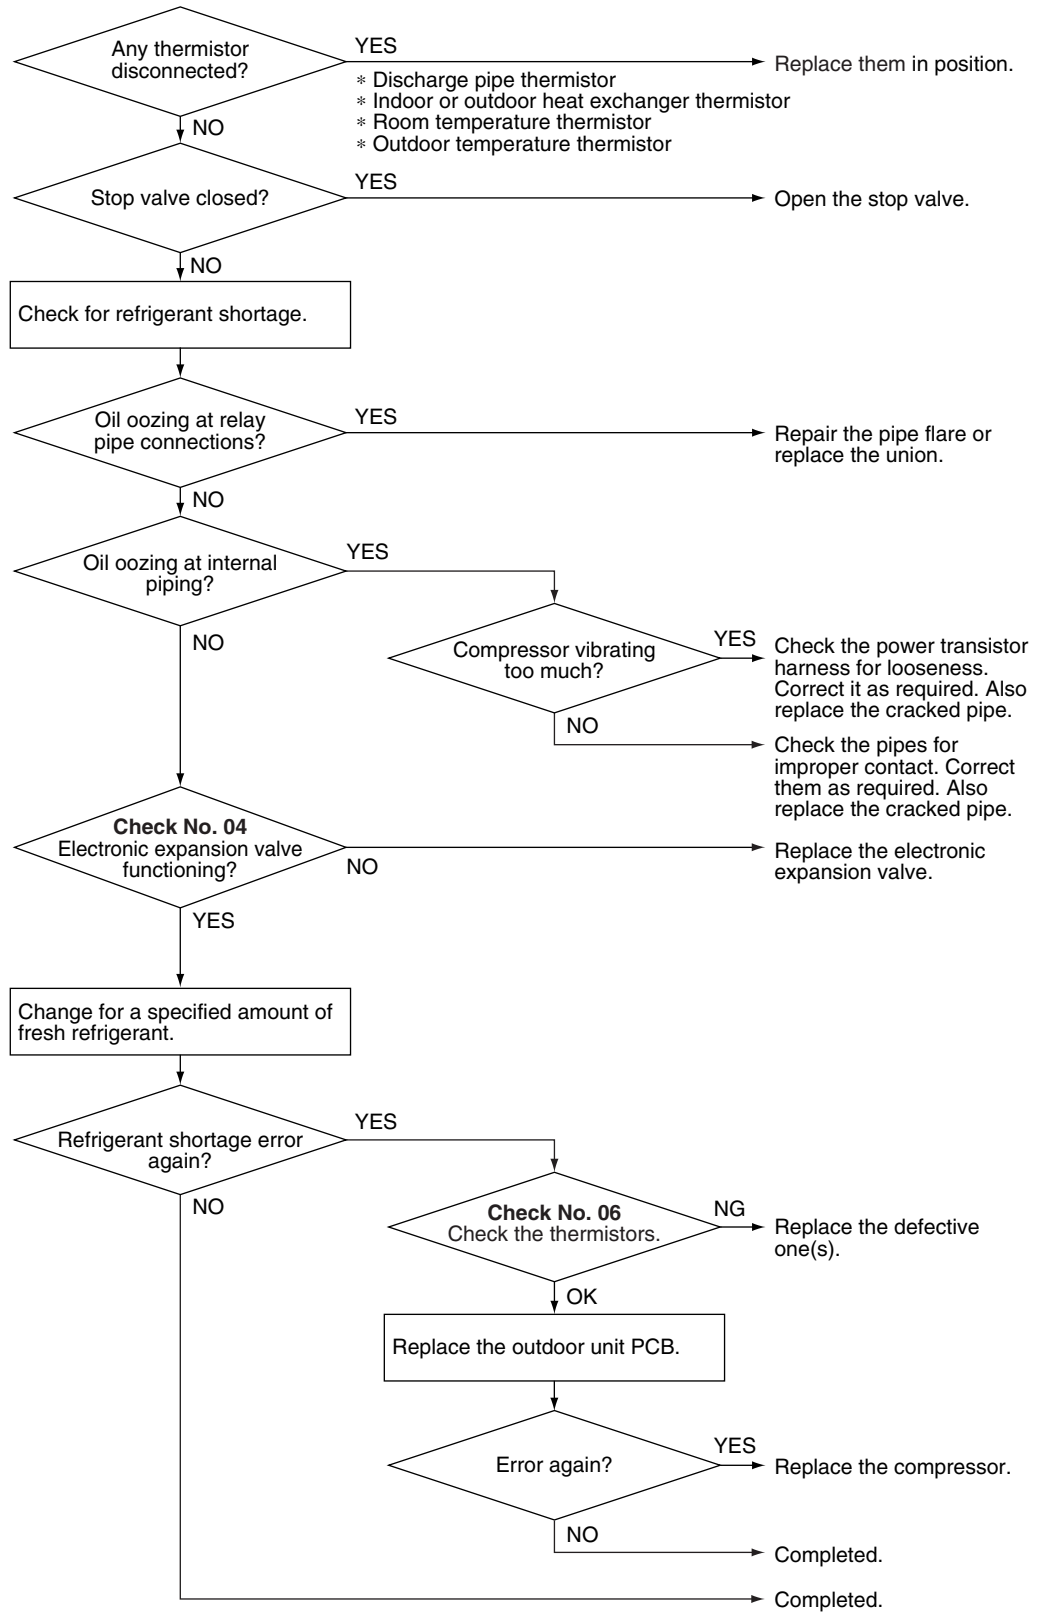 Any thermistor
disconnected?
YES
Replace them in position.
∗ Discharge pipe thermistor
∗ Indoor or outdoor heat exchanger thermistor
∗ Room temperature thermistor
∗ Outdoor temperature thermistor
NO
Stop valve closed?
YES
Open the stop valve.
NO
Check for refrigerant shortage.
Oil oozing at relay
pipe connections?
YES
Repair the pipe flare or
replace the union.
NO
Oil oozing at internal
piping?
YES
NO
Compressor vibrating
too much?
YES
Check the power transistor
harness for looseness.
Correct it as required. Also
replace the cracked pipe.
NO
Check the pipes for
improper contact. Correct
them as required. Also
replace the cracked pipe.
Check No. 04
Electronic expansion valve
functioning?
NO
Replace the electronic
expansion valve.
YES
Change for a specified amount of
fresh refrigerant.
Refrigerant shortage error
again?
YES
NO
Check No. 06
Check the thermistors.
NG
Replace the defective
one(s).
OK
Replace the outdoor unit PCB.
Error again?
YES
Replace the compressor.
NO
Completed.
Completed.